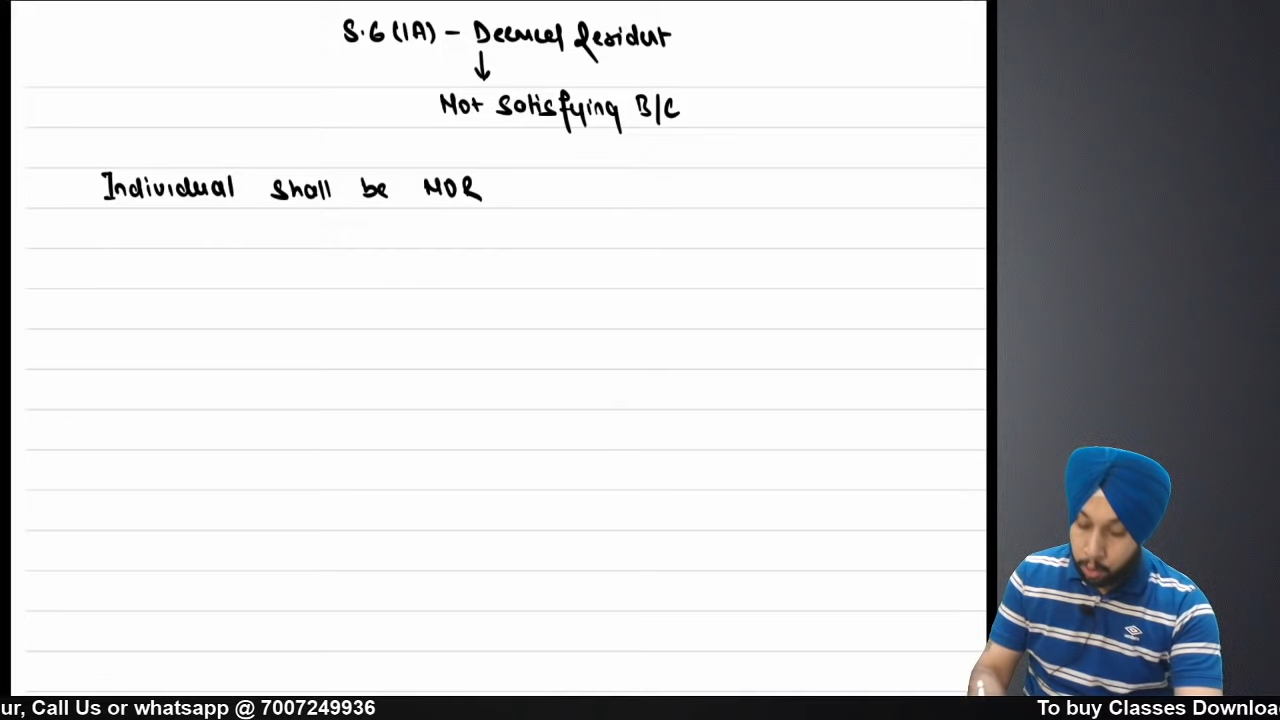 S.6(1A) - Deemed Resident
↓
Not Satisfying B/C
Individual Shall be NOR
ur, Call Us or whatsapp @ 7007249936
To buy Classes Downloa